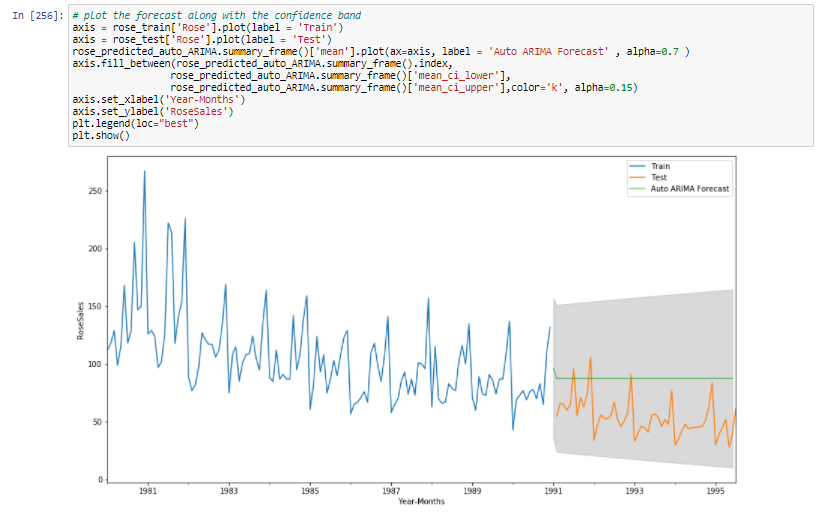 In [256]: # plot the forecast along with the confidence band
axis = rose_train['Rose'].plot(label = 'Train')
axis = rose_test['Rose'].plot(label = 'Test')
rose_predicted_auto_ARIMA.summary_frame()['mean'].plot(ax=axis, label = 'Auto ARIMA Forecast' , alpha=0.7 )
axis.fill_between(rose_predicted_auto_ARIMA.summary_frame().index,
rose_predicted_auto_ARIMA.summary_frame()['mean_ci_lower'],
rose_predicted_auto_ARIMA.summary_frame()['mean_ci_upper'],color='k', alpha=0.15)
axis.set_xlabel('Year-Months')
axis.set_ylabel('RoseSales')
plt.legend(loc="best")
plt.show()
Train
Test
Auto ARIMA Forecast
250
200
150
100
50
0
RoseSales
1981 1983 1985 1987 1989 1991 1993 1995
Year-Months